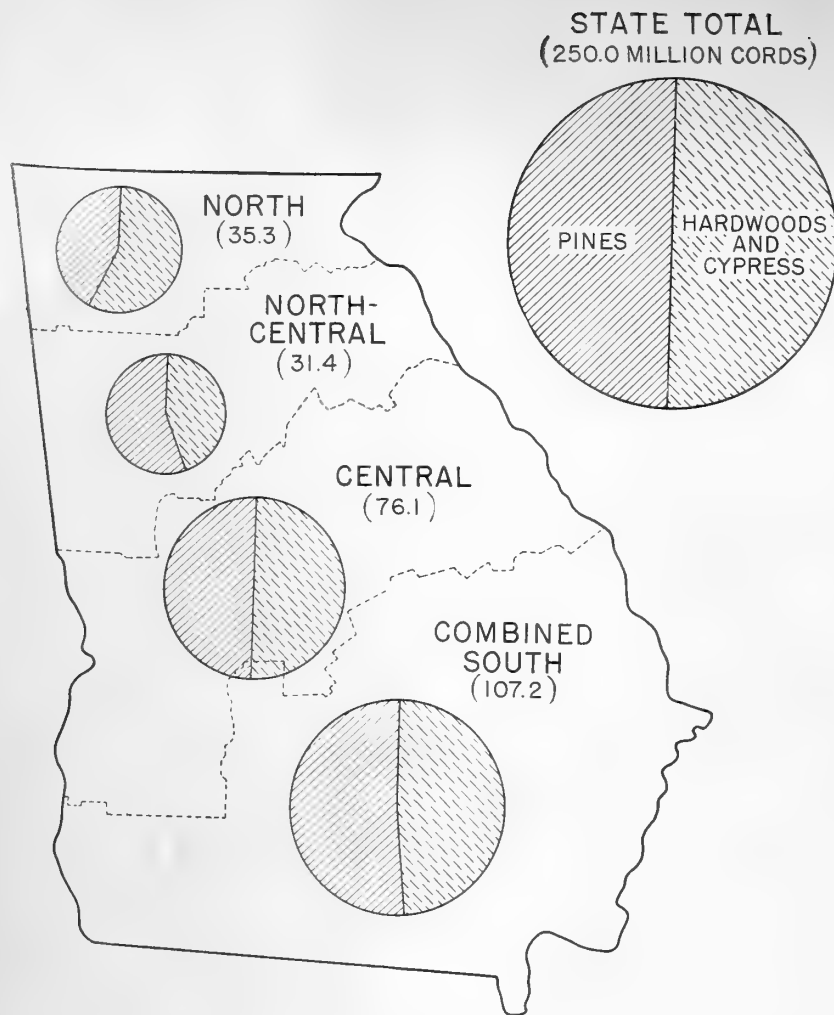 STATE TOTAL
(250.0 MILLION CORDS)
PINES
HARDWOODS
AND
CYPRESS
NORTH
(35.3)
NORTH-
CENTRAL
(31.4)
CENTRAL
(76.1)
COMBINED
SOUTH
(107.2)